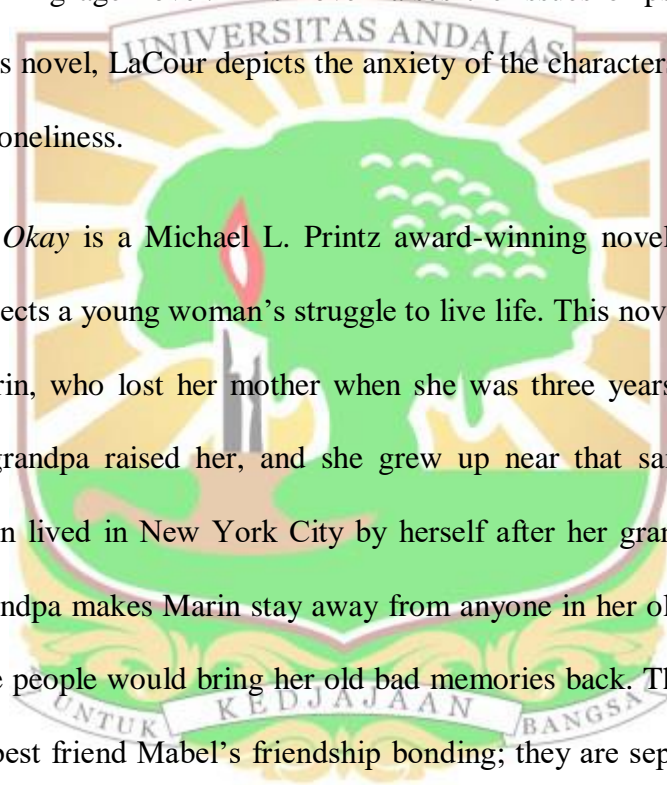 UNIVERSITAS ANDALAS
s novel, LaCour depicts the anxiety of the character
oneliness.
Okay is a Michael L. Printz award-winning novel
ects a young woman's struggle to live life. This nov
rin, who lost her mother when she was three years
grandpa raised her, and she grew up near that sa
n lived in New York City by herself after her gran
ndpa makes Marin stay away from anyone in her ol
e people would bring her old bad memories back. Th
UNTUK KEDJAJAAN BANGSA
best friend Mabel's friendship bonding; they are sep